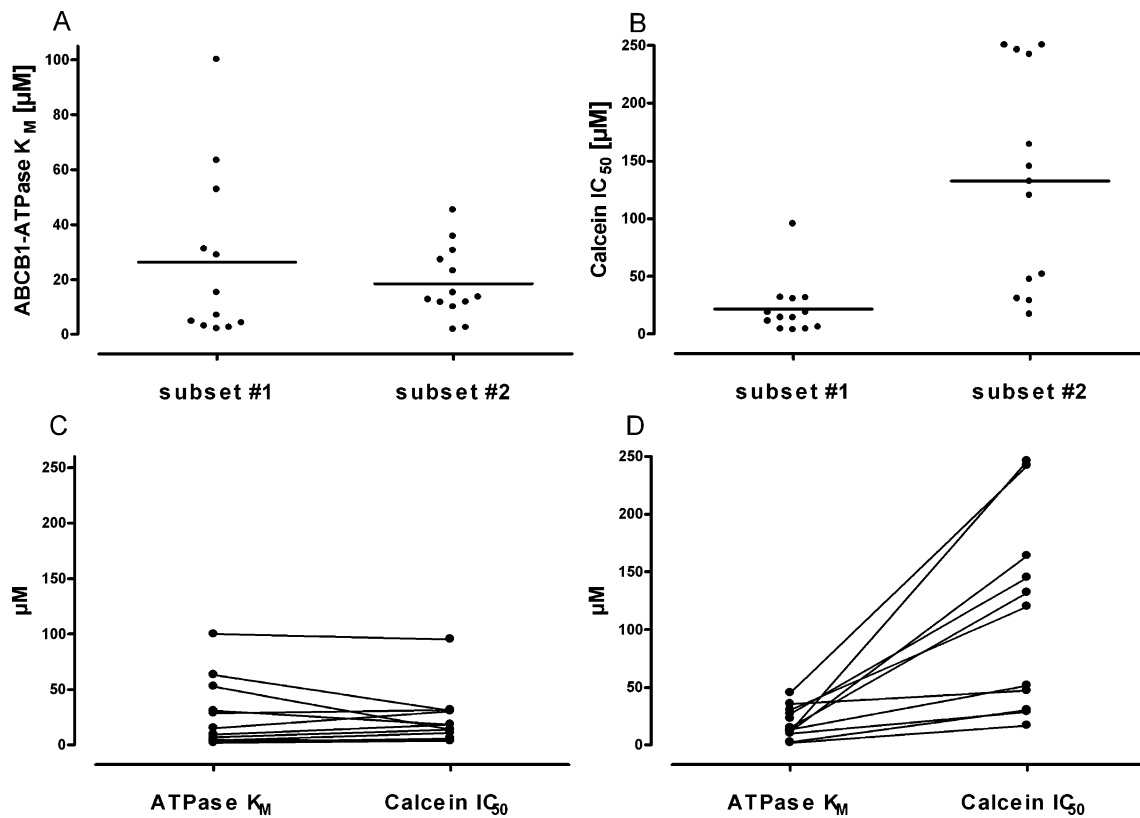 A
ABCB1-ATPase KM [µM]
100
80
60
40
20
0
subset #1 subset #2
B
Calcein IC50 [µM]
250
200
150
100
50
0
subset #1 subset #2
C
µM
250
200
150
100
50
0
ATPase KM Calcein IC50
D
µM
250
200
150
100
50
0
ATPase KM Calcein IC50